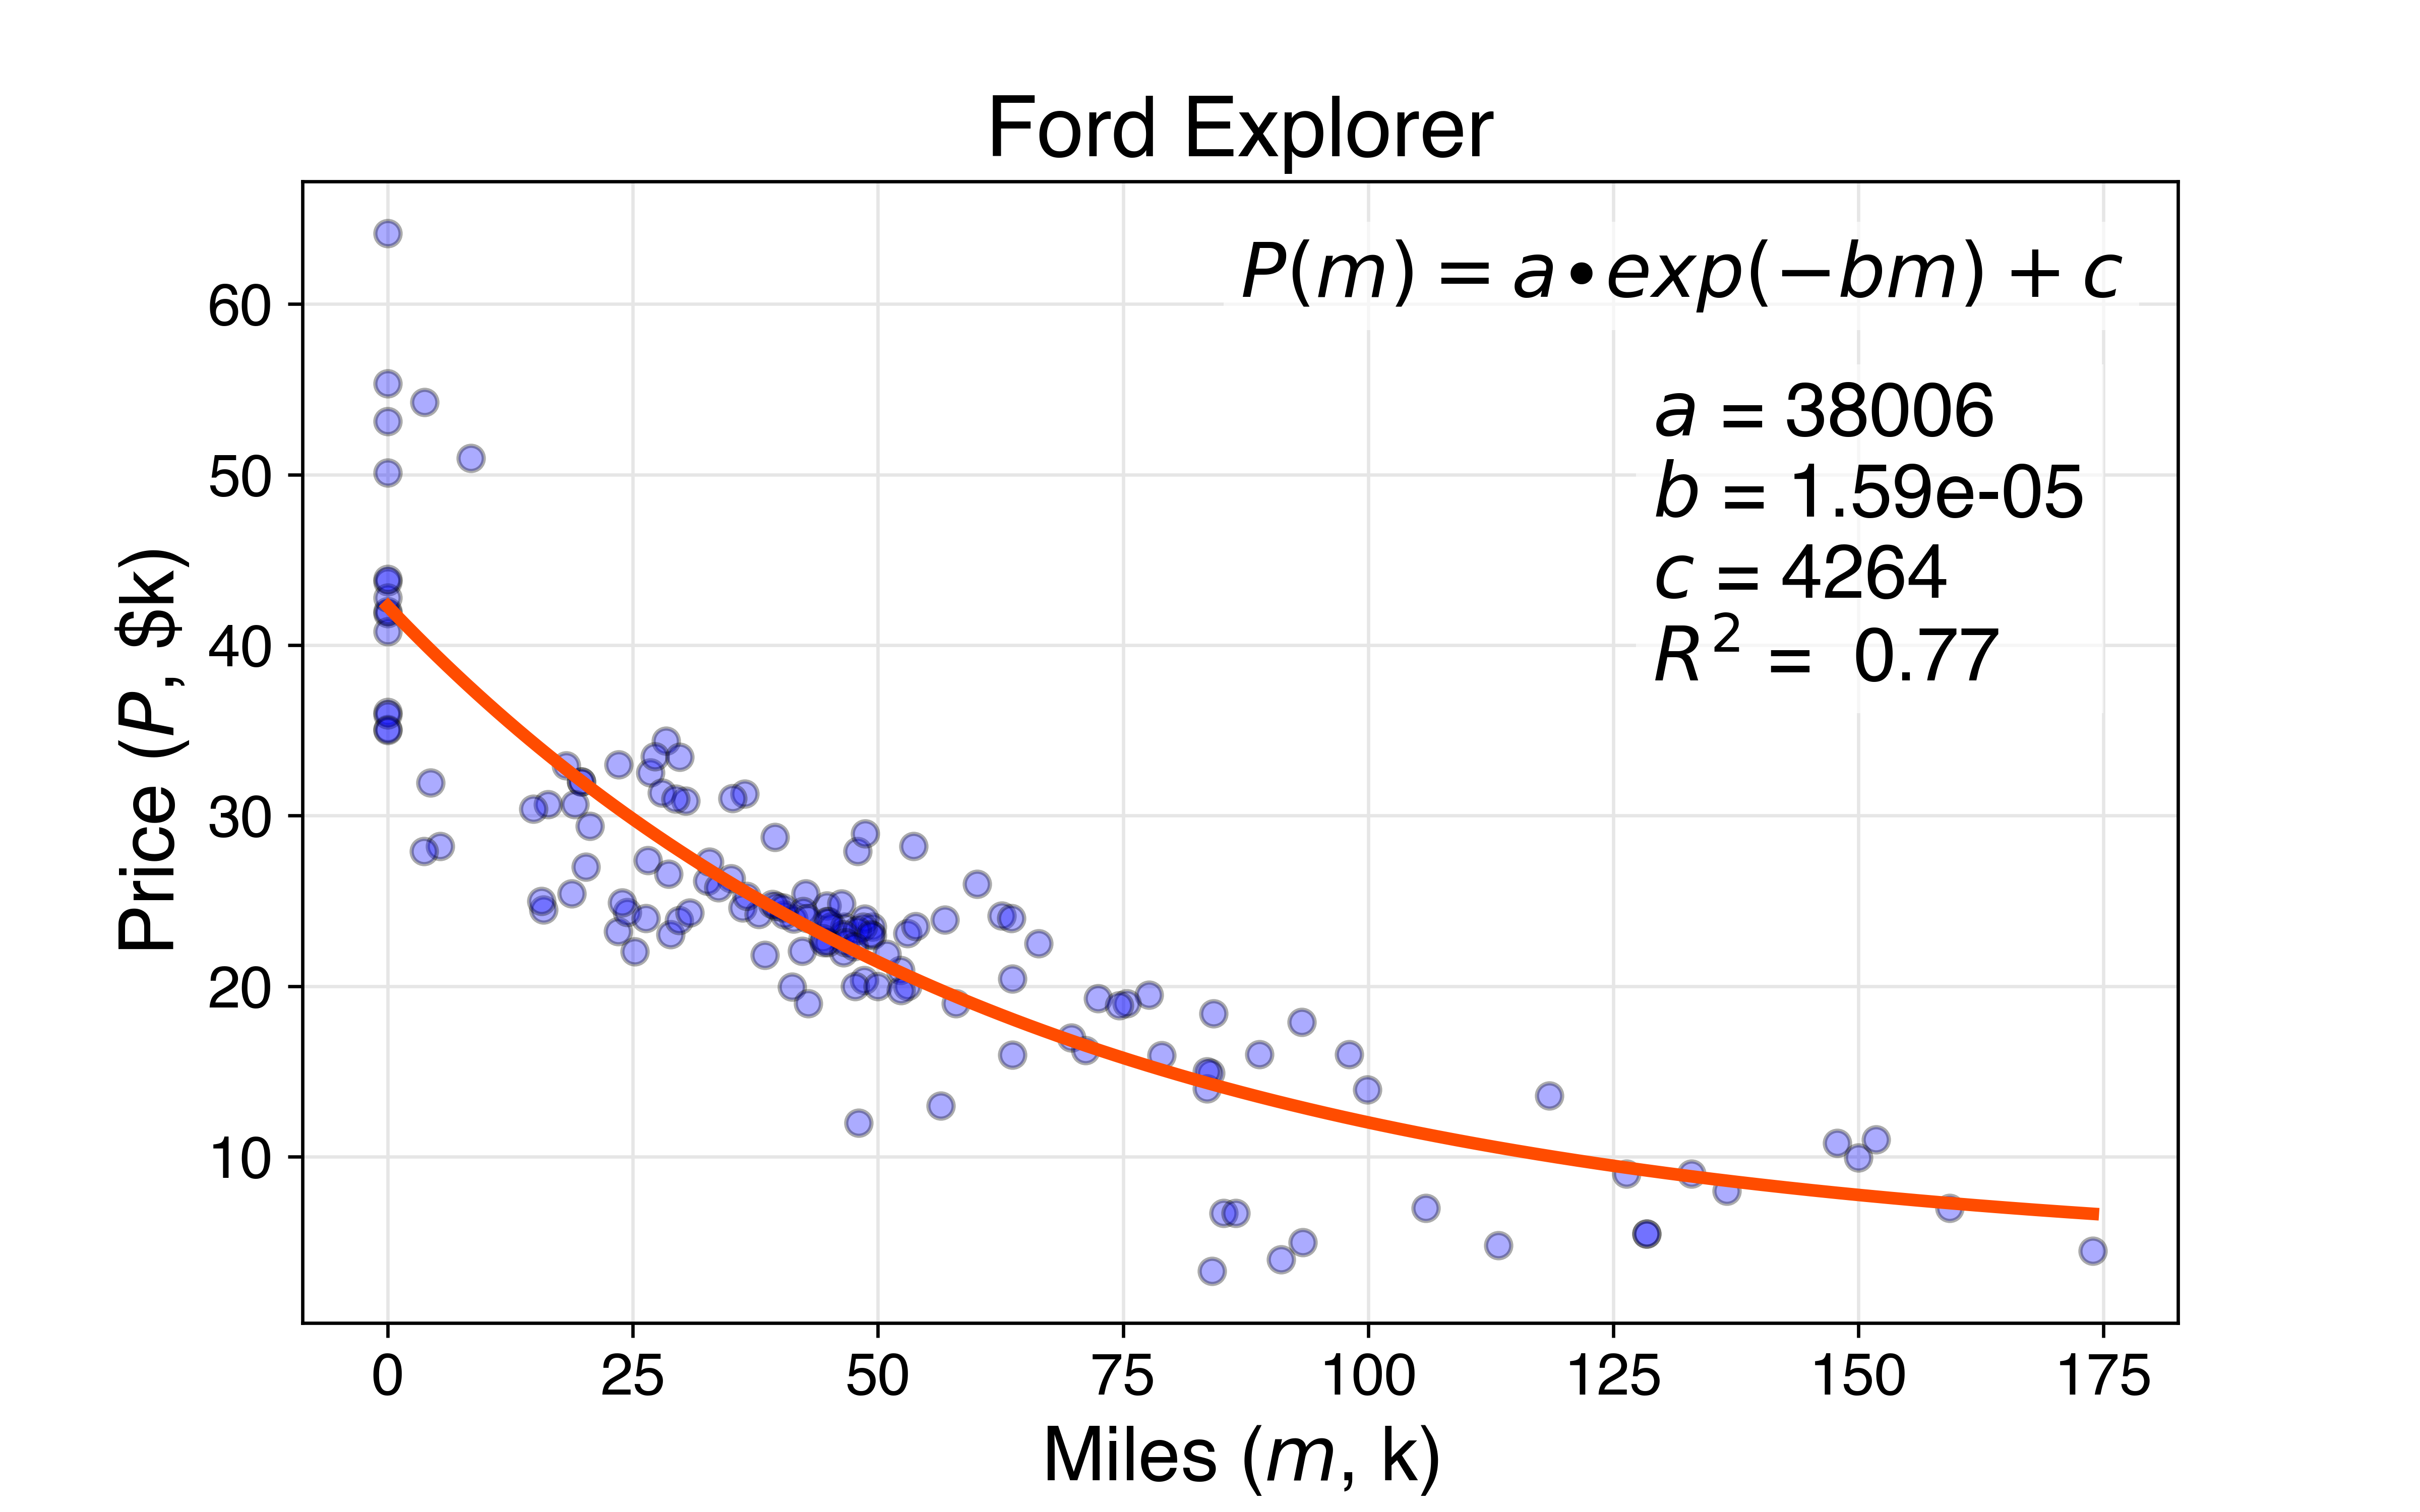 Ford Explorer
P(m) = a•exp(−bm) + c
a = 38006
b = 1.59e-05
c = 4264
R² = 0.77
Price (P, $k)
60
50
40
30
20
10
0 25 50 75 100 125 150 175
Miles (m, k)